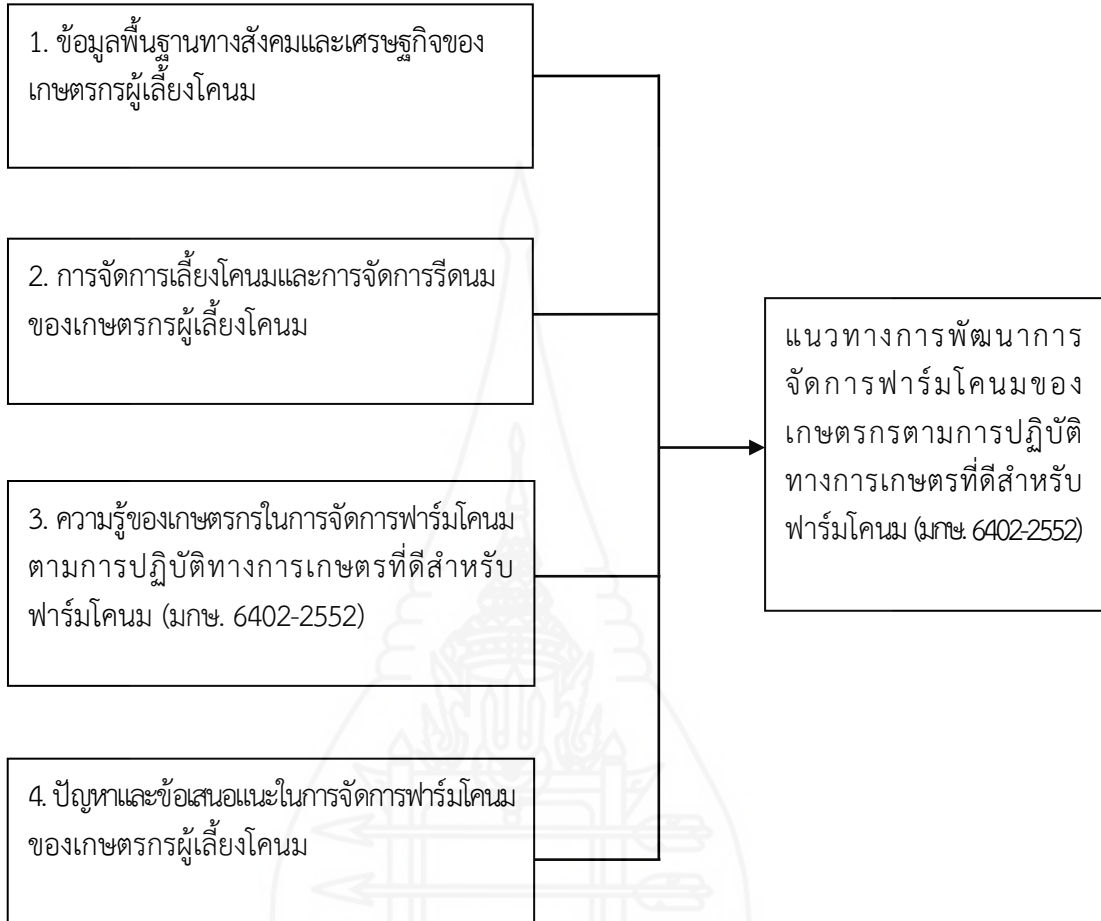 1. ข้อมูลพื้นฐานทางสังคมและเศรษฐกิจของ
เกษตรกรผู้เลี้ยงโคนม
2. การจัดการเลี้ยงโคนมและการจัดการรีดนม
ของเกษตรกรผู้เลี้ยงโคนม
3. ความรู้ของเกษตรกรในการจัดการฟาร์มโคนม
ตามการปฏิบัติทางการเกษตรที่ดีสำหรับ
ฟาร์มโคนม (มกษ. 6402-2552)
4. ปัญหาและข้อเสนอแนะในการจัดการฟาร์มโคนม
ของเกษตรกรผู้เลี้ยงโคนม
แนวทางการพัฒนาการ
จัดการฟาร์มโคนมของ
เกษตรกรตามการปฏิบัติ
ทางการเกษตรที่ดีสำหรับ
ฟาร์มโคนม (มกษ. 6402-2552)